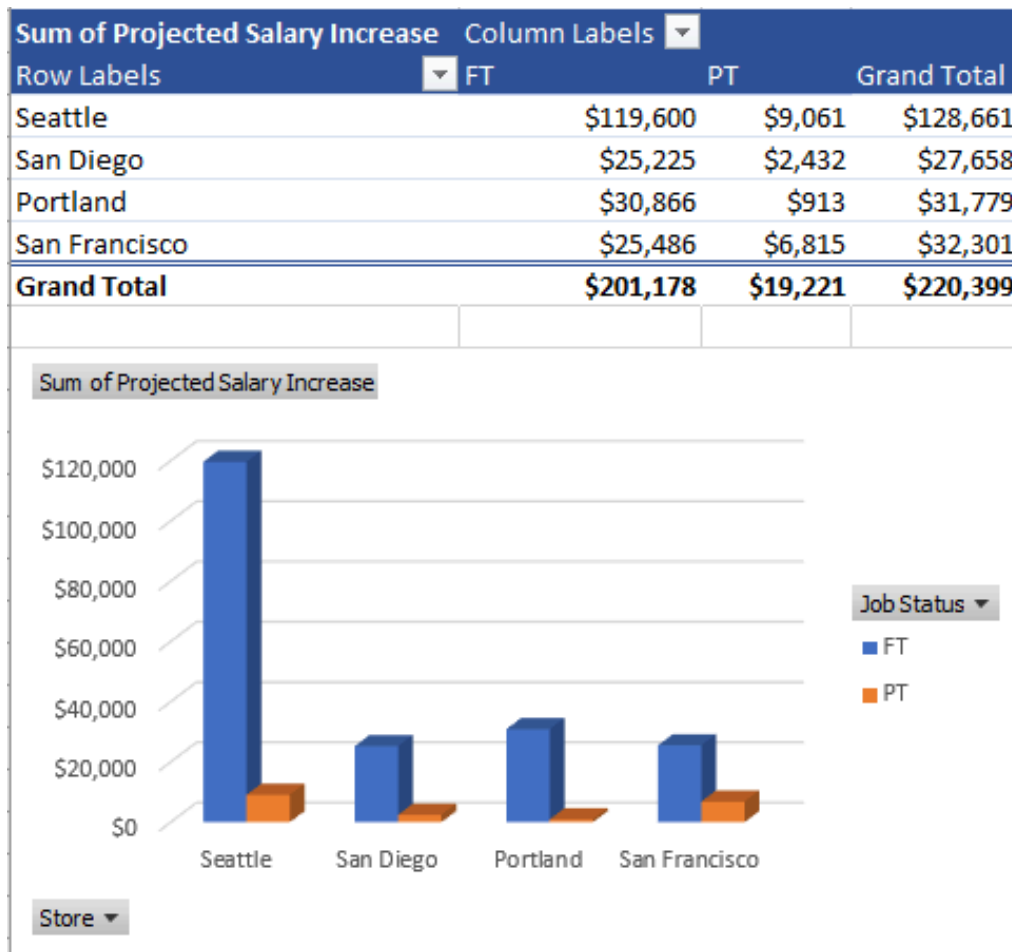 Sum of Projected Salary Increase Column Labels
Row Labels FT PT Grand Total
Seattle $119,600 $9,061 $128,661
San Diego $25,225 $2,432 $27,658
Portland $30,866 $913 $31,779
San Francisco $25,486 $6,815 $32,301
Grand Total $201,178 $19,221 $220,399
Sum of Projected Salary Increase
$120,000
$100,000
$80,000
$60,000
$40,000
$20,000
$0
Seattle San Diego Portland San Francisco
Job Status
FT
PT
Store